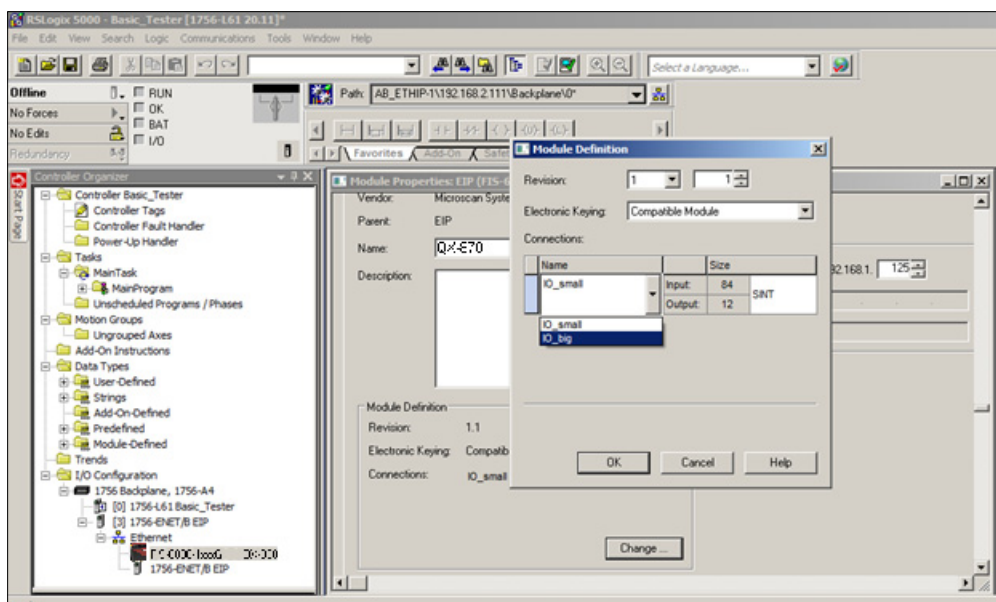 RSLogix 5000 - Basic_Tester [1756-L61 20.11]*
File Edit View Search Logic Communications Tools Window Help
Select a Language...
Offline
RUN
No Forces
OK
No Edits
BAT
Redundancy
I/O
Path: AB_ETHIP-1\192.168.2.111\Backplane\0*
Favorites Add-On
Start Page
Controller Organizer
Controller Basic_Tester
Controller Tags
Controller Fault Handler
Power-Up Handler
Tasks
MainTask
MainProgram
Unscheduled Programs / Phases
Motion Groups
Ungrouped Axes
Add-On Instructions
Data Types
User-Defined
Strings
Add-On-Defined
Predefined
Module-Defined
Trends
I/O Configuration
1756 Backplane, 1756-A4
[0] 1756-L61 Basic_Tester
[3] 1756-ENET/B EIP
Ethernet
1756-ENET/B EIP
Module Properties: EIP
Vendor: Microscan
Parent: EIP
Name:
Description:
Module Definition
Revision: 1.1
Electronic Keying:
Connections: IO_small
Change ...
125
Module Definition
Revision: 1 1
Electronic Keying: Compatible Module
Connections:
Name Size
IO_small Input: 84 SINT
Output: 12
IO_small
IO_big
OK Cancel Help